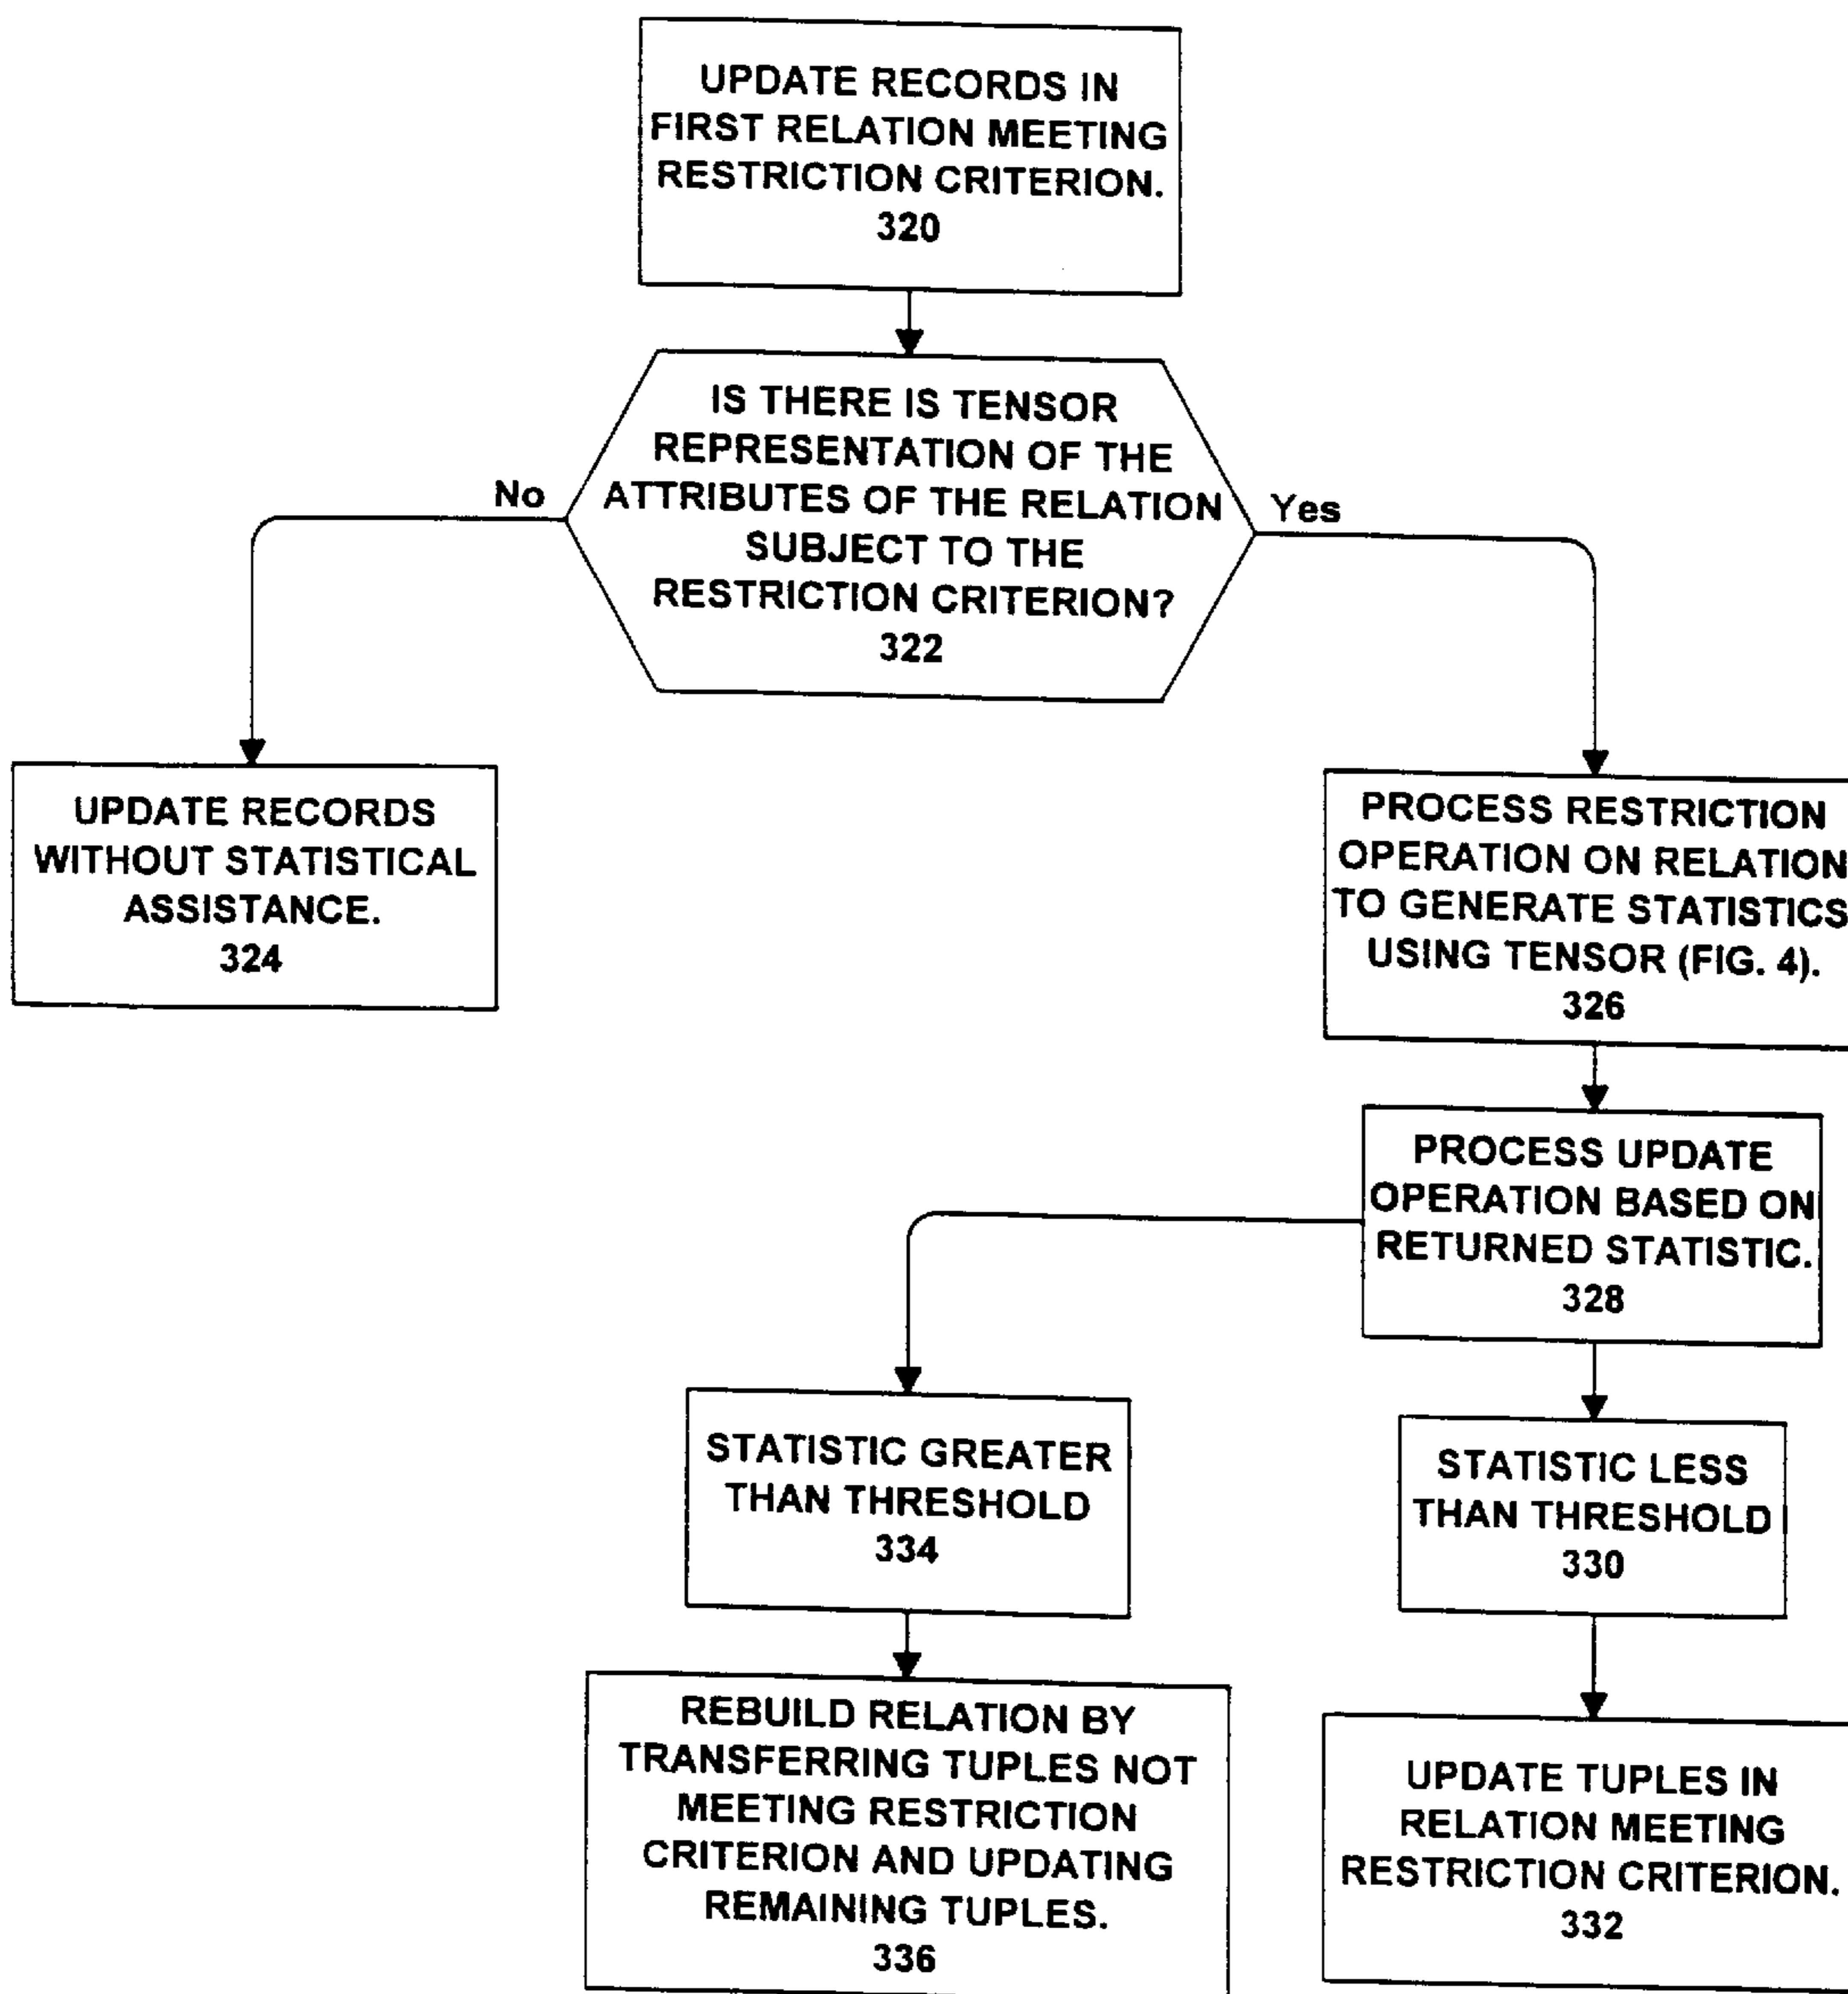 UPDATE RECORDS IN
FIRST RELATION MEETING
RESTRICTION CRITERION.
320
IS THERE IS TENSOR
REPRESENTATION OF THE
ATTRIBUTES OF THE RELATION
SUBJECT TO THE
RESTRICTION CRITERION?
322
No
Yes
UPDATE RECORDS
WITHOUT STATISTICAL
ASSISTANCE.
324
PROCESS RESTRICTION
OPERATION ON RELATION
TO GENERATE STATISTICS
USING TENSOR (FIG. 4).
326
PROCESS UPDATE
OPERATION BASED ON
RETURNED STATISTIC.
328
STATISTIC GREATER
THAN THRESHOLD
334
STATISTIC LESS
THAN THRESHOLD
330
REBUILD RELATION BY
TRANSFERRING TUPLES NOT
MEETING RESTRICTION
CRITERION AND UPDATING
REMAINING TUPLES.
336
UPDATE TUPLES IN
RELATION MEETING
RESTRICTION CRITERION.
332